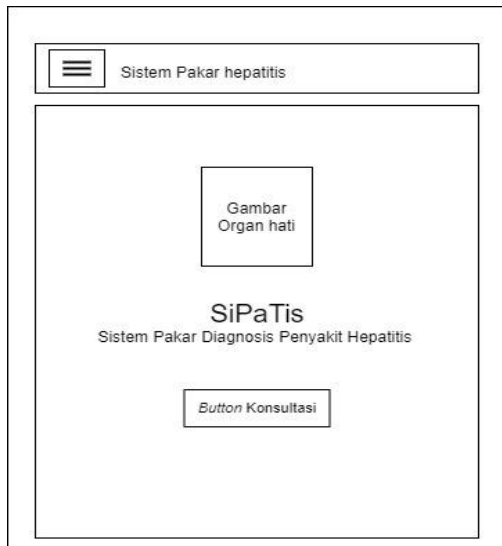 Sistem Pakar hepatitis
Gambar
Organ hati
SiPaTis
Sistem Pakar Diagnosis Penyakit Hepatitis
Button Konsultasi